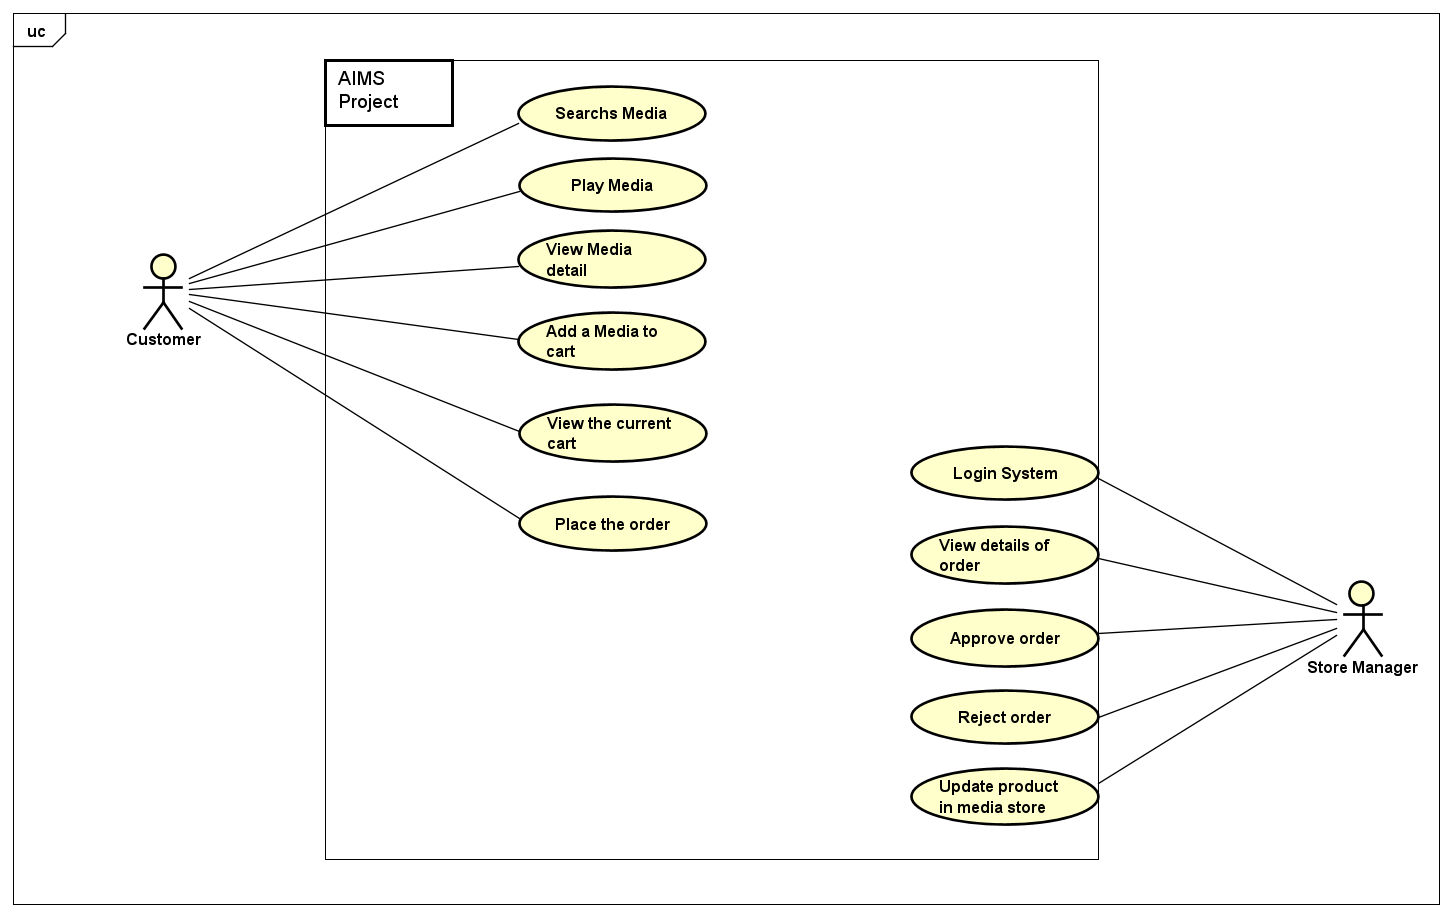 uc
AIMS
Project
Searchs Media
Play Media
View Media
detail
Add a Media to
cart
View the current
cart
Place the order
Customer
Login System
View details of
order
Approve order
Reject order
Update product
in media store
Store Manager